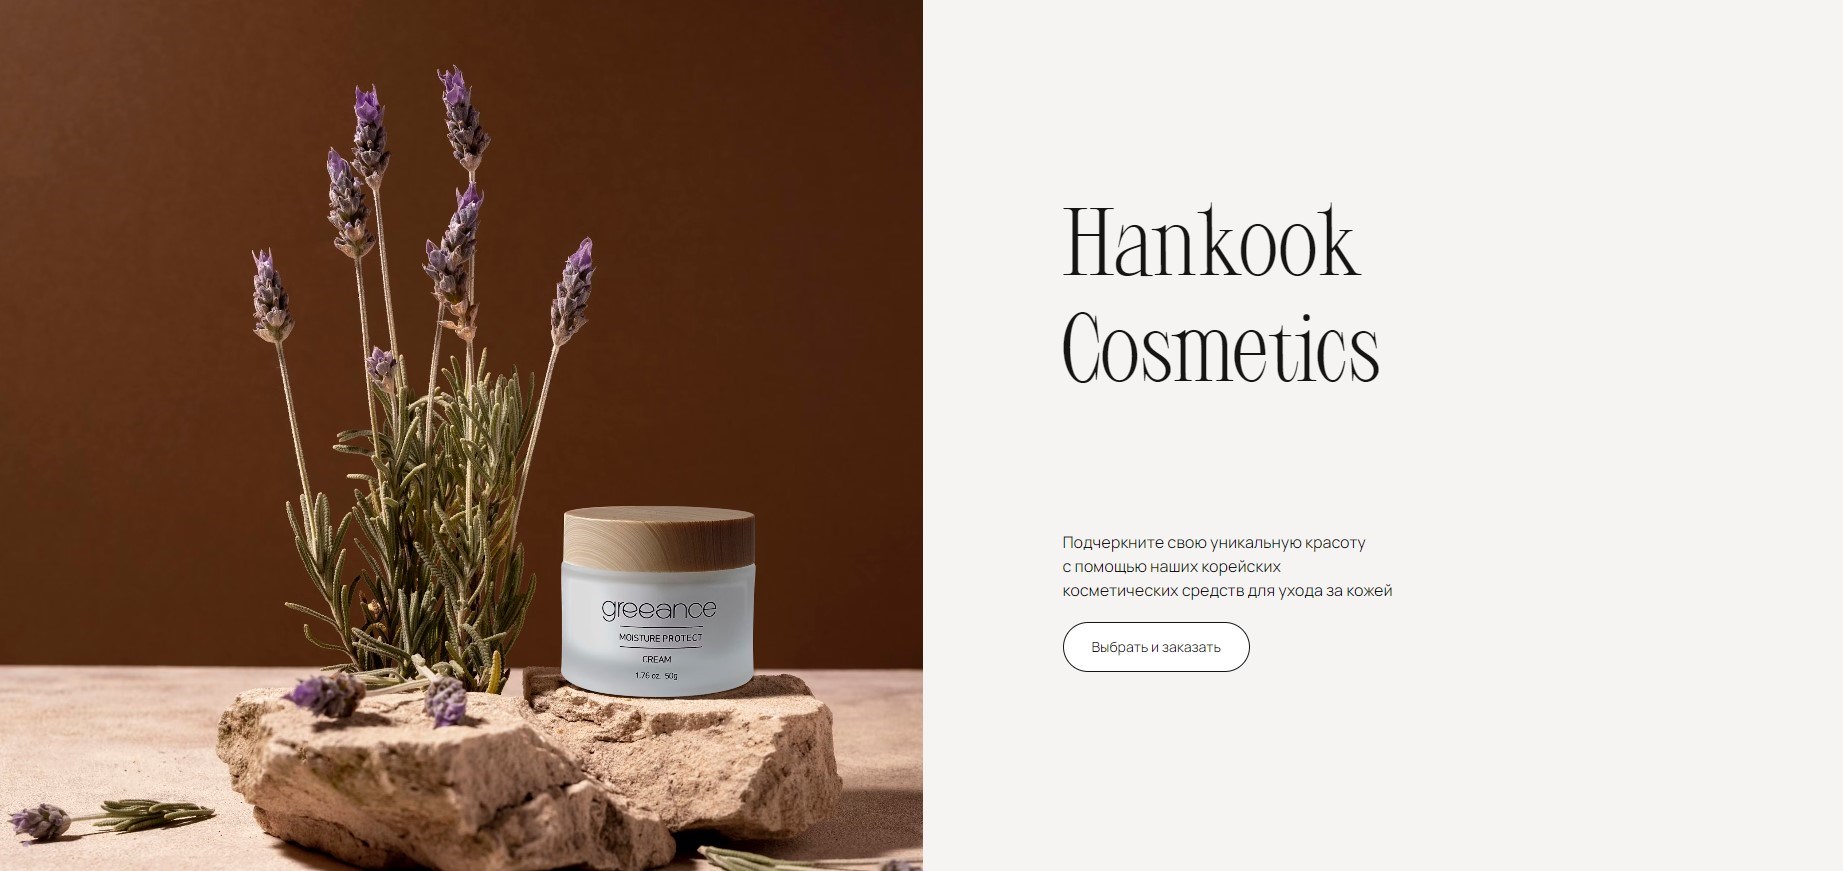 Hankook
Cosmetics
Подчеркните свою уникальную красоту
с помощью наших корейских
косметических средств для ухода за кожей
Выбрать и заказать
greeance
MOISTURE PROTECT
CREAM
1.76 oz. 50g